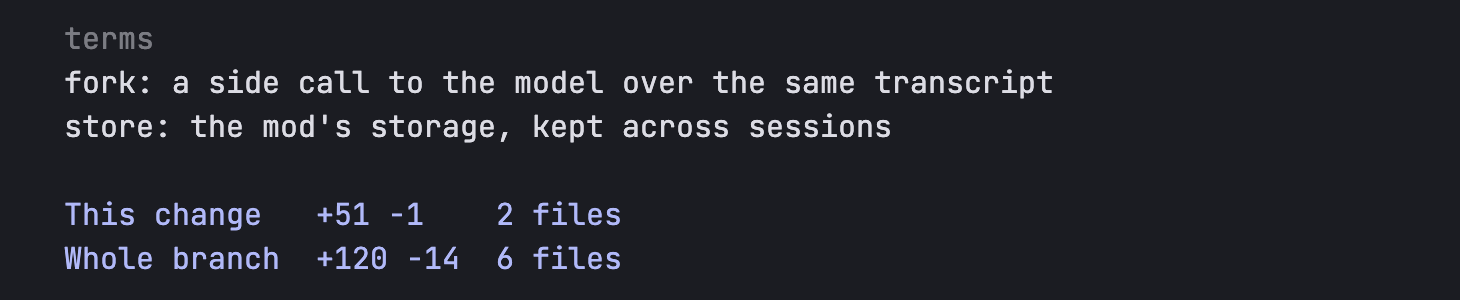 terms
fork: a side call to the model over the same transcript
store: the mod's storage, kept across sessions
This change +51 -1 2 files
Whole branch +120 -14 6 files